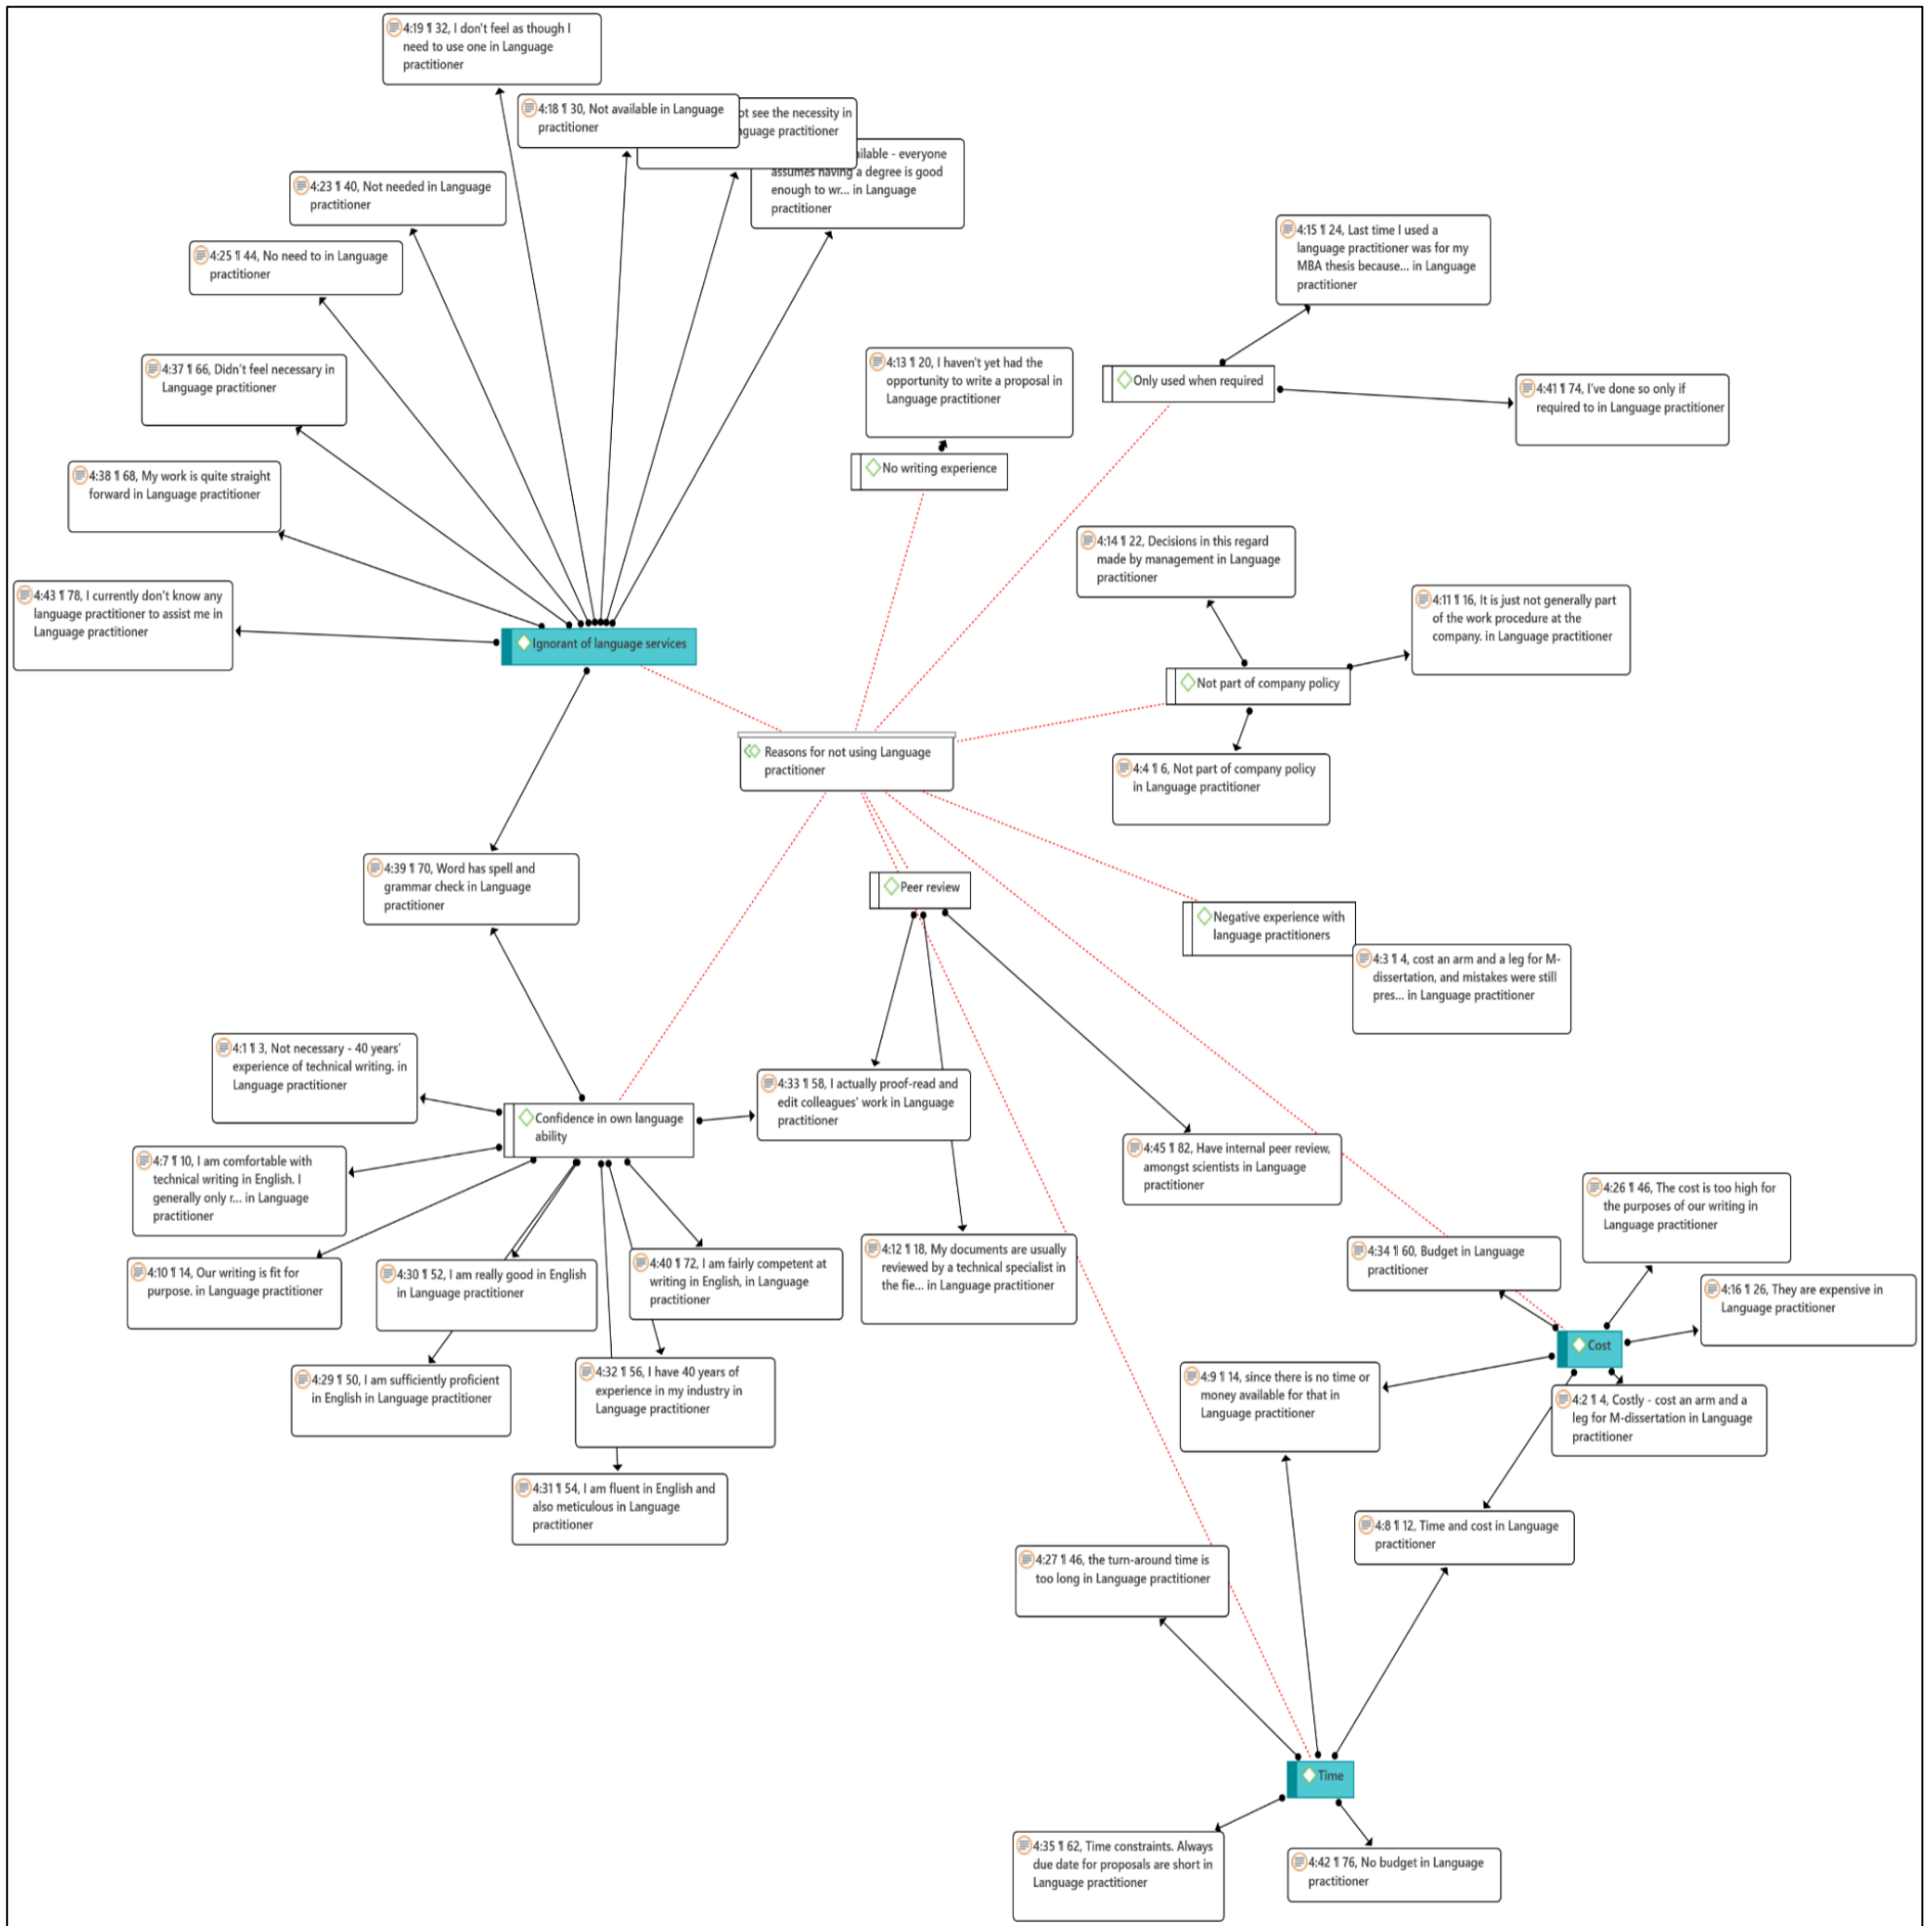 4:19 ¶ 32, I don't feel as though I
need to use one in Language
practitioner
4:18 ¶ 30, Not available in Language
practitioner
ot see the necessity in
nguage practitioner
ilable - everyone
assumes having a degree is good
enough to wr... in Language
practitioner
4:23 ¶ 40, Not needed in Language
practitioner
4:25 ¶ 44, No need to in Language
practitioner
4:37 ¶ 66, Didn't feel necessary in
Language practitioner
4:38 ¶ 68, My work is quite straight
forward in Language practitioner
4:43 ¶ 78, I currently don't know any
language practitioner to assist me in
Language practitioner
Ignorant of language services
4:15 ¶ 24, Last time I used a
language practitioner was for my
MBA thesis because... in Language
practitioner
4:13 ¶ 20, I haven't yet had the
opportunity to write a proposal in
Language practitioner
Only used when required
4:41 ¶ 74, I've done so only if
required to in Language practitioner
No writing experience
4:14 ¶ 22, Decisions in this regard
made by management in Language
practitioner
4:11 ¶ 16, It is just not generally part
of the work procedure at the
company. in Language practitioner
Not part of company policy
Reasons for not using Language
practitioner
4:4 ¶ 6, Not part of company policy
in Language practitioner
4:39 ¶ 70, Word has spell and
grammar check in Language
practitioner
Peer review
Negative experience with
language practitioners
4:3 ¶ 4, cost an arm and a leg for M-
dissertation, and mistakes were still
pres... in Language practitioner
4:1 ¶ 3, Not necessary - 40 years'
experience of technical writing. in
Language practitioner
Confidence in own language
ability
4:33 ¶ 58, I actually proof-read and
edit colleagues' work in Language
practitioner
4:45 ¶ 82, Have internal peer review,
amongst scientists in Language
practitioner
4:7 ¶ 10, I am comfortable with
technical writing in English. I
generally only r... in Language
practitioner
4:10 ¶ 14, Our writing is fit for
purpose. in Language practitioner
4:30 ¶ 52, I am really good in English
in Language practitioner
4:40 ¶ 72, I am fairly competent at
writing in English, in Language
practitioner
4:12 ¶ 18, My documents are usually
reviewed by a technical specialist in
the fie... in Language practitioner
4:26 ¶ 46, The cost is too high for
the purposes of our writing in
Language practitioner
4:34 ¶ 60, Budget in Language
practitioner
4:16 ¶ 26, They are expensive in
Language practitioner
Cost
4:29 ¶ 50, I am sufficiently proficient
in English in Language practitioner
4:32 ¶ 56, I have 40 years of
experience in my industry in
Language practitioner
4:9 ¶ 14, since there is no time or
money available for that in
Language practitioner
4:2 ¶ 4, Costly - cost an arm and a
leg for M-dissertation in Language
practitioner
4:31 ¶ 54, I am fluent in English and
also meticulous in Language
practitioner
4:8 ¶ 12, Time and cost in Language
practitioner
4:27 ¶ 46, the turn-around time is
too long in Language practitioner
Time
4:35 ¶ 62, Time constraints. Always
due date for proposals are short in
Language practitioner
4:42 ¶ 76, No budget in Language
practitioner